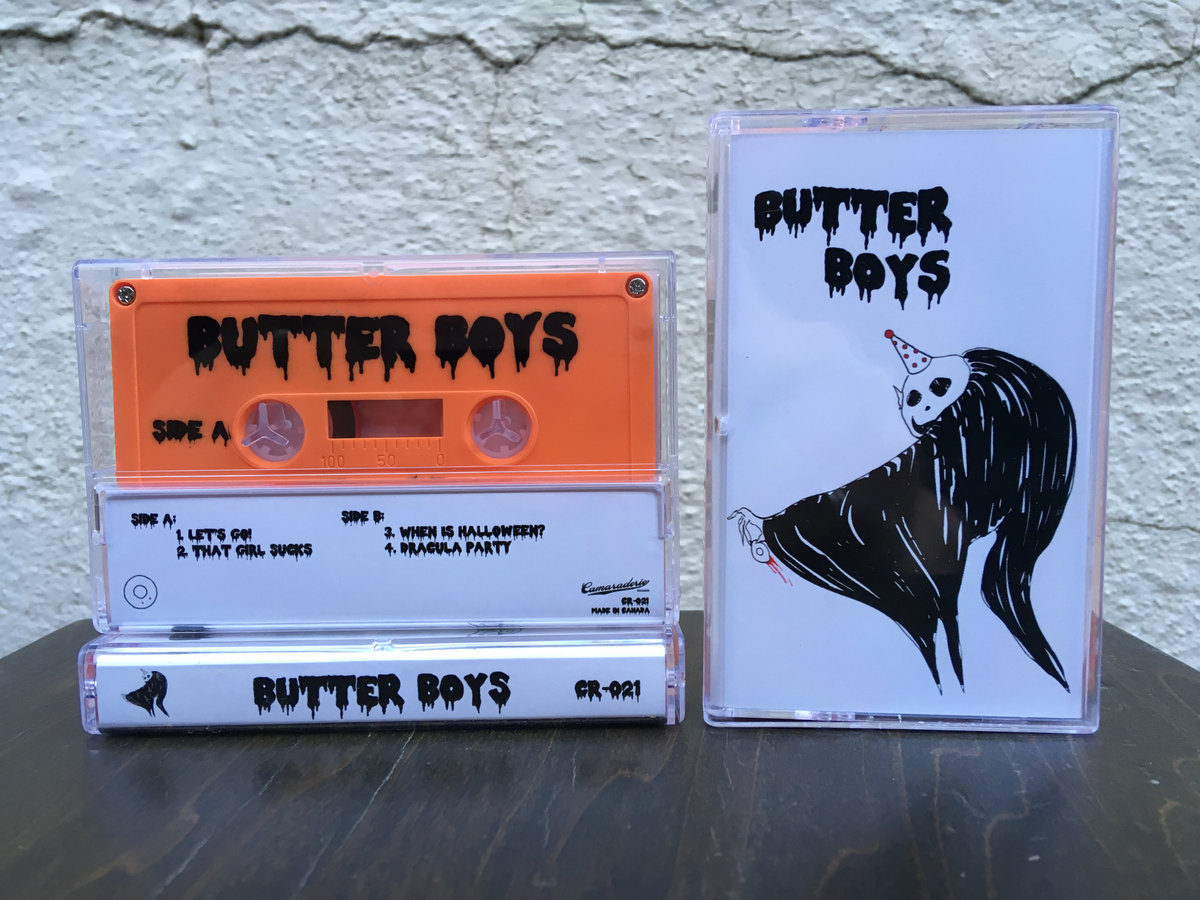 BUTTER BOYS
SIDE A
100 50 0
SIDE A:
1. LET'S GO!
2. THAT GIRL SUCKS
SIDE B:
3. WHEN IS HALLOWEEN?
4. DRACULA PARTY
Camaraderie
CR-021
MADE IN CANADA
BUTTER BOYS
CR-021
BUTTER
BOYS